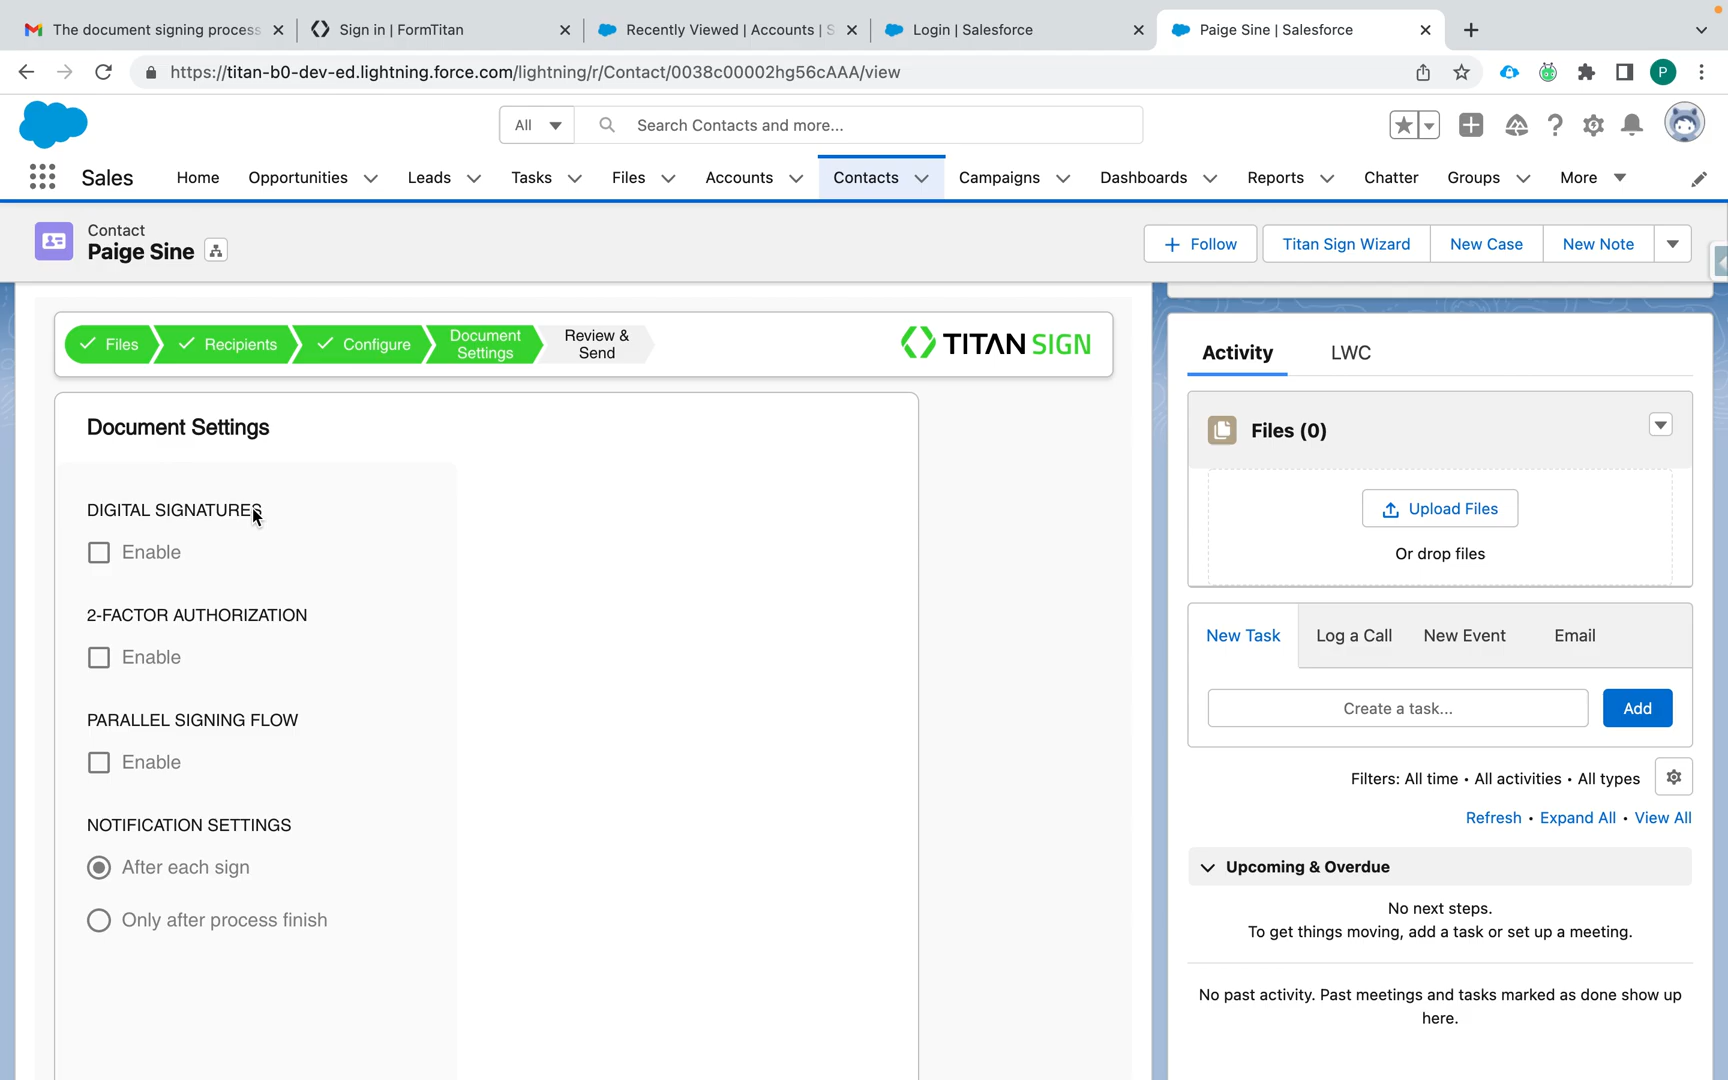 The document signing process
Sign in | FormTitan
Recently Viewed | Accounts | S
Login | Salesforce
Paige Sine | Salesforce
https://titan-b0-dev-ed.lightning.force.com/lightning/r/Contact/0038c00002hg56cAAA/view
P
All
Search Contacts and more...
Sales
Home
Opportunities
Leads
Tasks
Files
Accounts
Contacts
Campaigns
Dashboards
Reports
Chatter
Groups
More
Contact
Paige Sine
Follow
Titan Sign Wizard
New Case
New Note
Files
Recipients
Configure
Document
Settings
Review &
Send
TITAN SIGN
Document Settings
DIGITAL SIGNATURES
Enable
2-FACTOR AUTHORIZATION
Enable
PARALLEL SIGNING FLOW
Enable
NOTIFICATION SETTINGS
After each sign
Only after process finish
Activity
LWC
Files (0)
Upload Files
Or drop files
New Task
Log a Call
New Event
Email
Create a task...
Add
Filters: All time • All activities • All types
Refresh • Expand All • View All
Upcoming & Overdue
No next steps.
To get things moving, add a task or set up a meeting.
No past activity. Past meetings and tasks marked as done show up
here.